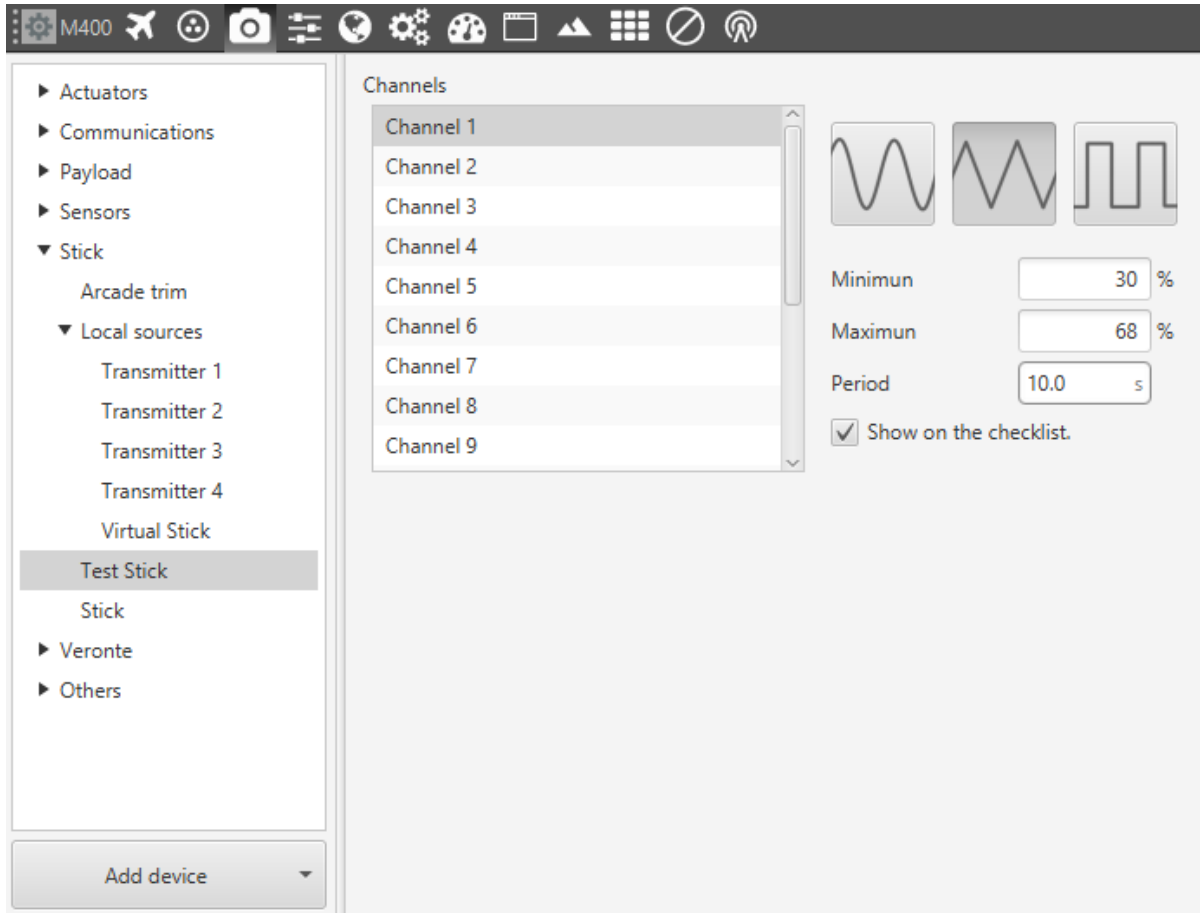 M400
Actuators
Communications
Payload
Sensors
Stick
Arcade trim
Local sources
Transmitter 1
Transmitter 2
Transmitter 3
Transmitter 4
Virtual Stick
Test Stick
Stick
Veronte
Others
Add device
Channels
Channel 1
Channel 2
Channel 3
Channel 4
Channel 5
Channel 6
Channel 7
Channel 8
Channel 9
Minimun 30 %
Maximun 68 %
Period 10.0 s
Show on the checklist.